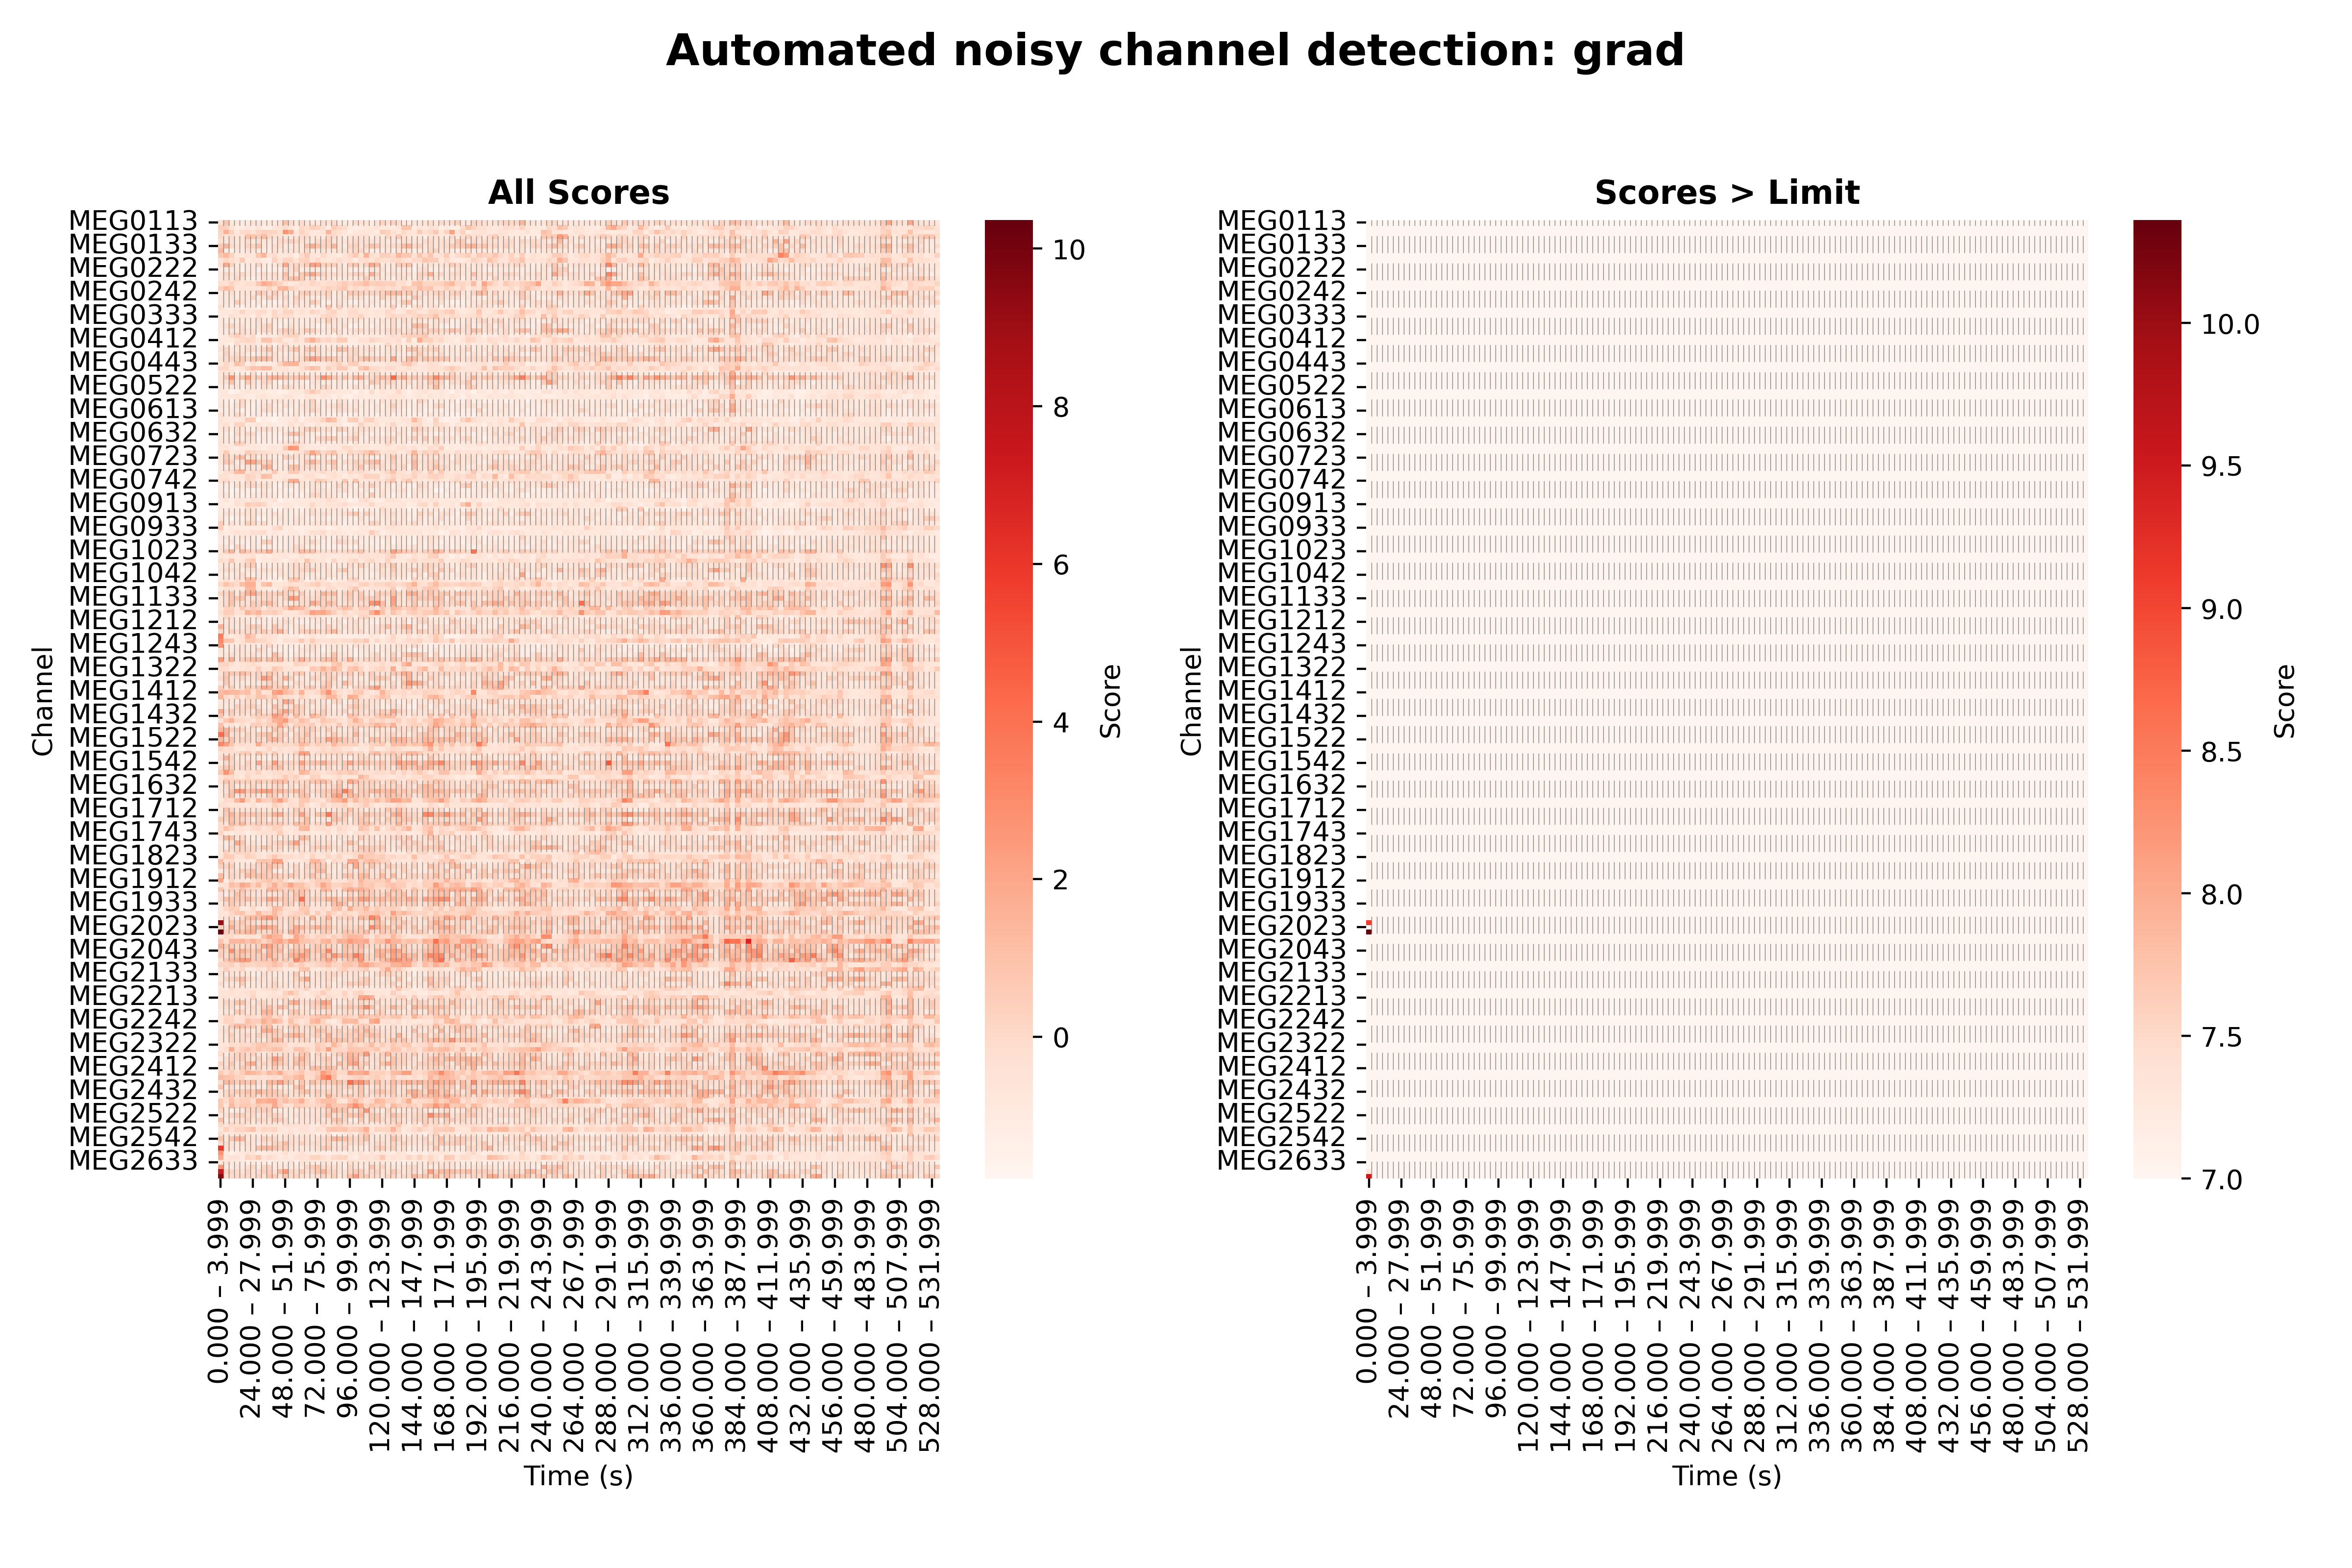 Automated noisy channel detection: grad
All Scores
Channel
MEG0113
MEG0133
MEG0222
MEG0242
MEG0333
MEG0412
MEG0443
MEG0522
MEG0613
MEG0632
MEG0723
MEG0742
MEG0913
MEG0933
MEG1023
MEG1042
MEG1133
MEG1212
MEG1243
MEG1322
MEG1412
MEG1432
MEG1522
MEG1542
MEG1632
MEG1712
MEG1743
MEG1823
MEG1912
MEG1933
MEG2023
MEG2043
MEG2133
MEG2213
MEG2242
MEG2322
MEG2412
MEG2432
MEG2522
MEG2542
MEG2633
0.000 – 3.999
24.000 – 27.999
48.000 – 51.999
72.000 – 75.999
96.000 – 99.999
120.000 – 123.999
144.000 – 147.999
168.000 – 171.999
192.000 – 195.999
216.000 – 219.999
240.000 – 243.999
264.000 – 267.999
288.000 – 291.999
312.000 – 315.999
336.000 – 339.999
360.000 – 363.999
384.000 – 387.999
408.000 – 411.999
432.000 – 435.999
456.000 – 459.999
480.000 – 483.999
504.000 – 507.999
528.000 – 531.999
Time (s)
10
8
6
4
2
0
Score
Scores > Limit
Channel
MEG0113
MEG0133
MEG0222
MEG0242
MEG0333
MEG0412
MEG0443
MEG0522
MEG0613
MEG0632
MEG0723
MEG0742
MEG0913
MEG0933
MEG1023
MEG1042
MEG1133
MEG1212
MEG1243
MEG1322
MEG1412
MEG1432
MEG1522
MEG1542
MEG1632
MEG1712
MEG1743
MEG1823
MEG1912
MEG1933
MEG2023
MEG2043
MEG2133
MEG2213
MEG2242
MEG2322
MEG2412
MEG2432
MEG2522
MEG2542
MEG2633
0.000 – 3.999
24.000 – 27.999
48.000 – 51.999
72.000 – 75.999
96.000 – 99.999
120.000 – 123.999
144.000 – 147.999
168.000 – 171.999
192.000 – 195.999
216.000 – 219.999
240.000 – 243.999
264.000 – 267.999
288.000 – 291.999
312.000 – 315.999
336.000 – 339.999
360.000 – 363.999
384.000 – 387.999
408.000 – 411.999
432.000 – 435.999
456.000 – 459.999
480.000 – 483.999
504.000 – 507.999
528.000 – 531.999
Time (s)
10.0
9.5
9.0
8.5
8.0
7.5
7.0
Score